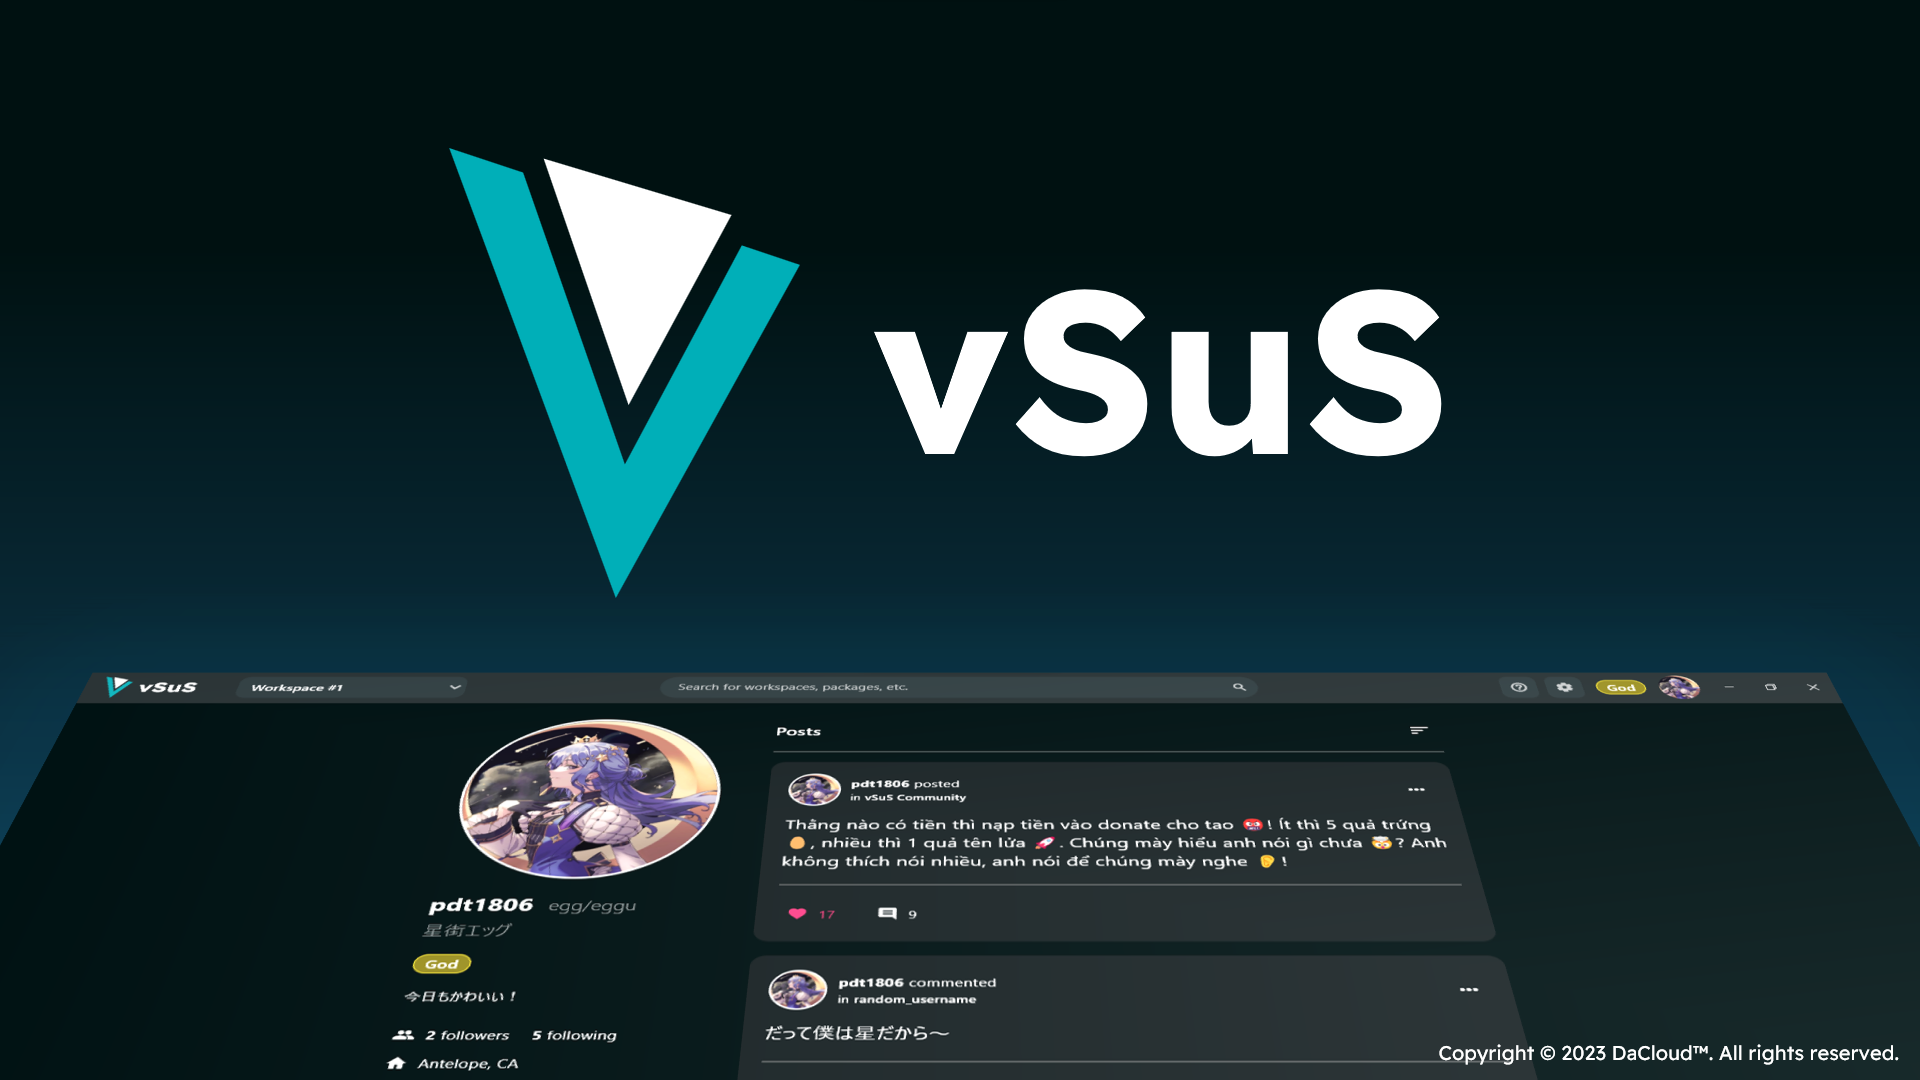 vSuS
vSuS
Workspace #1
Search for workspaces, packages, etc.
God
pdt1806 egg/eggu
星街エッグ
God
今日もかわいい！
2 followers 5 following
Antelope, CA
Posts
pdt1806 posted
in vSuS Community
Thằng nào có tiền thì nạp tiền vào donate cho tao 👹! Ít thì 5 quả trứng
🥚, nhiều thì 1 quả tên lửa 🚀. Chúng mày hiểu anh nói gì chưa 🤯? Anh
không thích nói nhiều, anh nói để chúng mày nghe 👂!
17 9
pdt1806 commented
in random_username
だって僕は星だから～
Copyright © 2023 DaCloud™. All rights reserved.